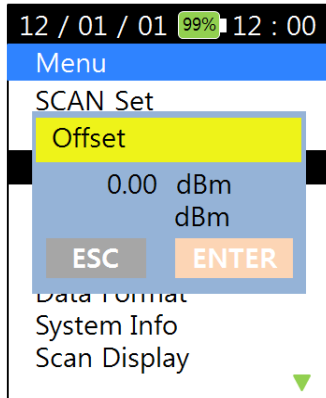 12 / 01 / 01 99% 12 : 00
Menu
SCAN Set
Offset
0.00 dBm
dBm
ESC ENTER
Data Format
System Info
Scan Display